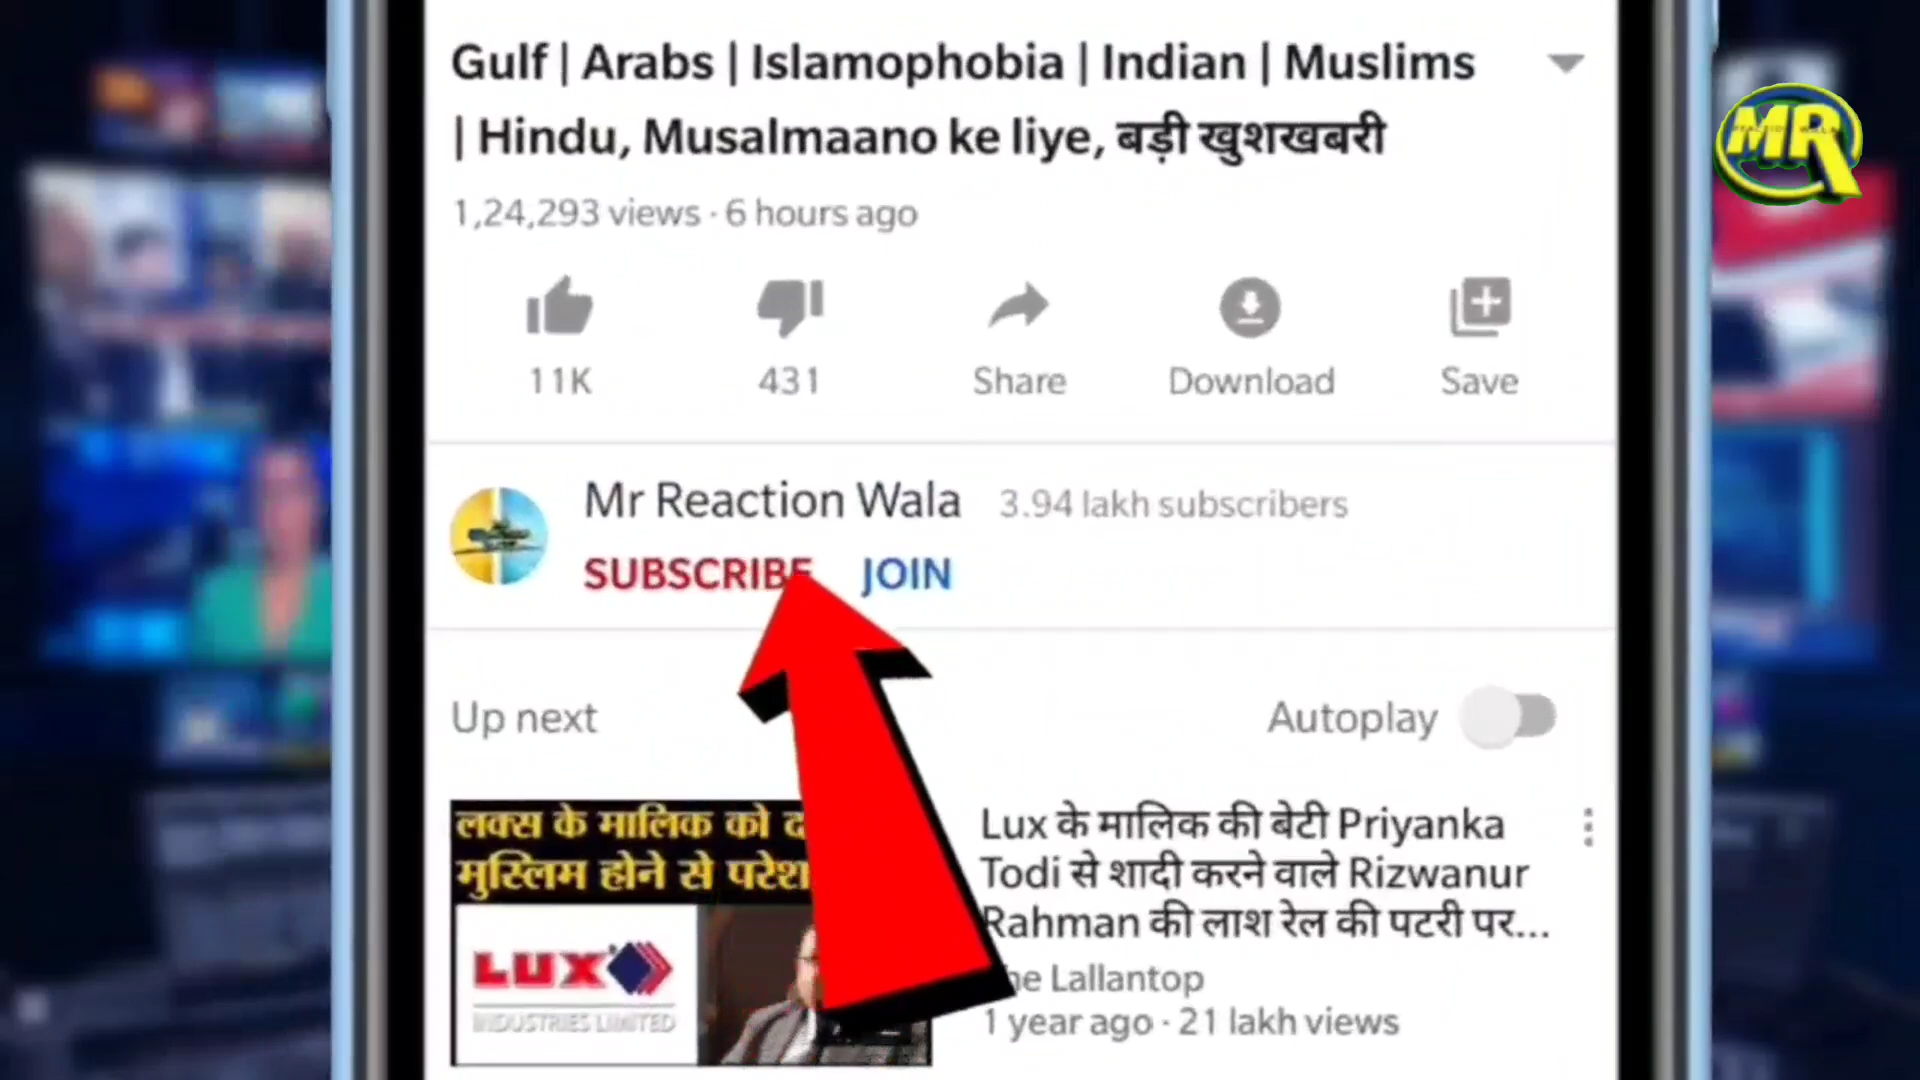 Gulf | Arabs | Islamophobia | Indian | Muslims
| Hindu, Musalmaano ke liye, बड़ी खुशखबरी
1,24,293 views · 6 hours ago
11K
431
Share
Download
Save
Mr Reaction Wala 3.94 lakh subscribers
SUBSCRIBE JOIN
Up next
Autoplay
लक्स के मालिक को
मुस्लिम होने से
LUX
INDUSTRIES LIMITED
Lux के मालिक की बेटी Priyanka
Todi से शादी करने वाले Rizwanur
Rahman की लाश रेल की पटरी पर...
Lallantop
1 year ago · 21 lakh views
MR